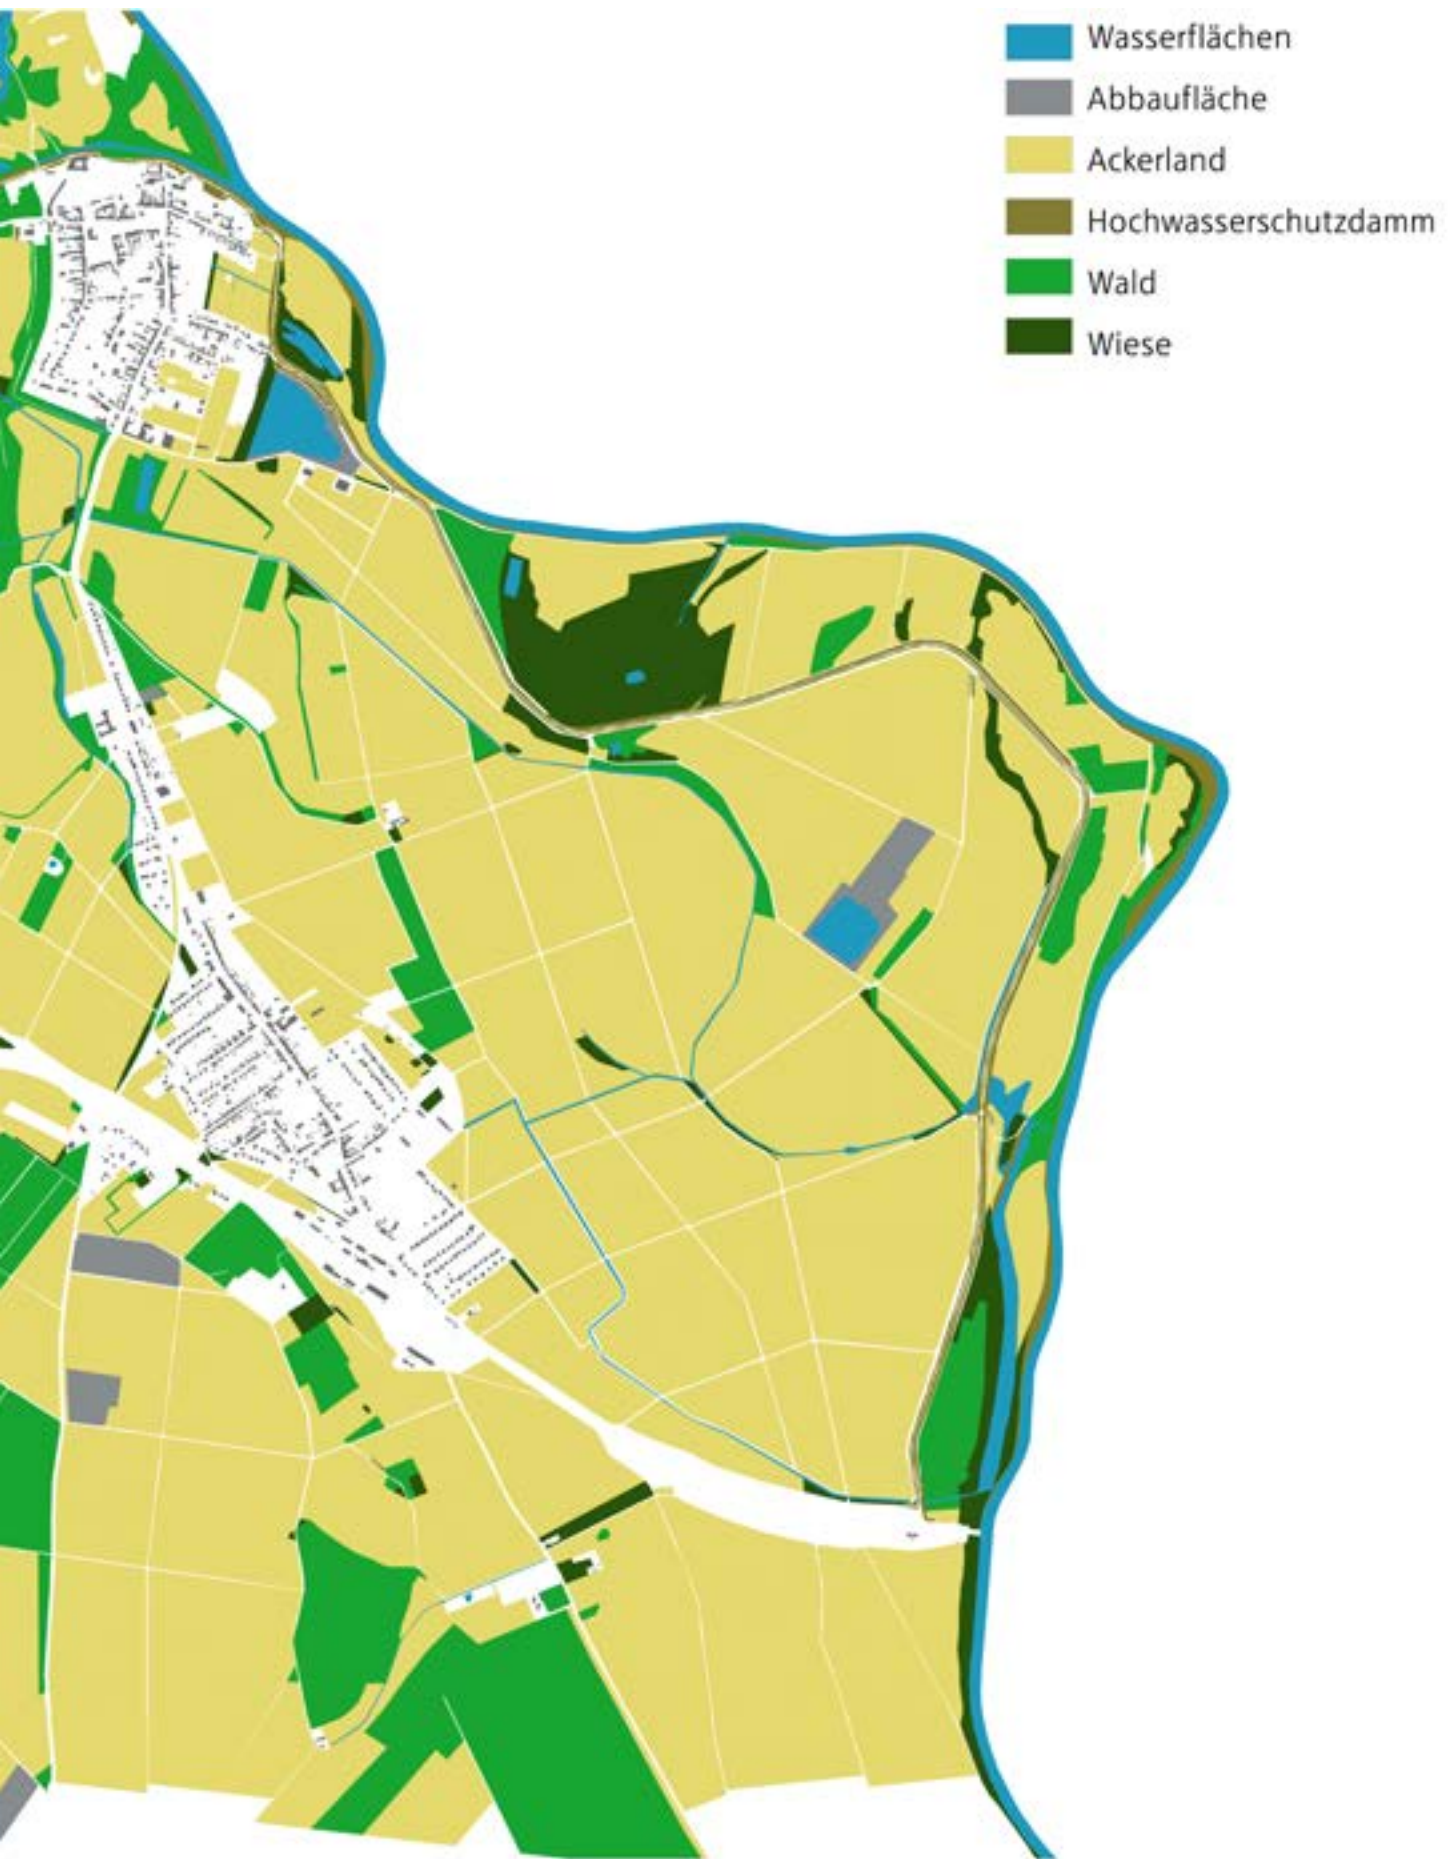 Wasserflächen
Abbaufläche
Ackerland
Hochwasserschutzdamm
Wald
Wiese